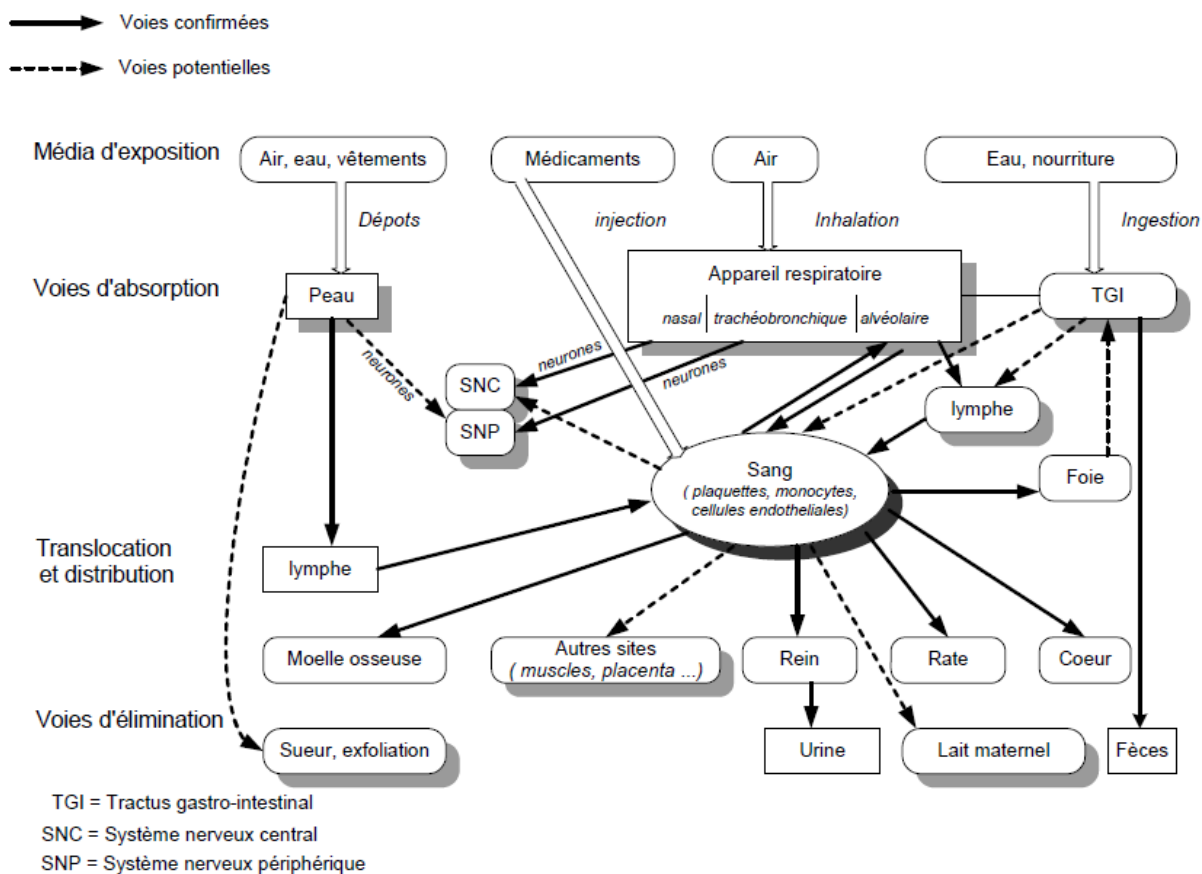 Voies confirmées
Voies potentielles
Média d'exposition
Air, eau, vêtements
Médicaments
Air
Eau, nourriture
Dépots
injection
Inhalation
Ingestion
Voies d'absorption
Peau
Appareil respiratoire
nasal
trachéobronchique
alvéolaire
TGI
neurones
neurones
neurones
SNC
SNP
lymphe
Sang
( plaquettes, monocytes,
cellules endotheliales)
Foie
Translocation
et distribution
lymphe
Moelle osseuse
Autres sites
( muscles, placenta ...)
Rein
Rate
Coeur
Voies d'élimination
Sueur, exfoliation
Urine
Lait maternel
Fèces
TGI = Tractus gastro-intestinal
SNC = Système nerveux central
SNP = Système nerveux périphérique